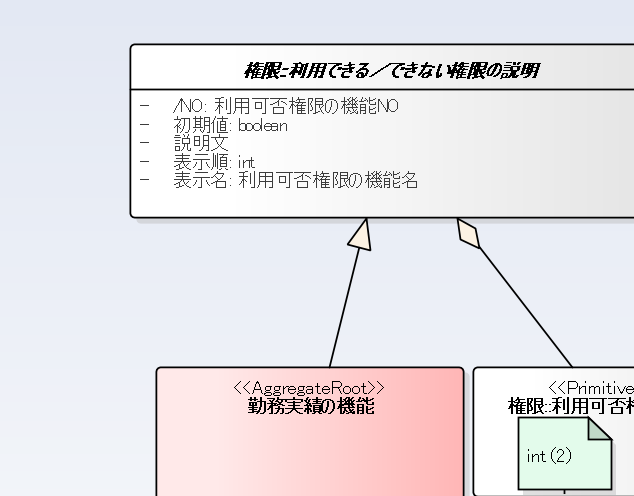 権限::利用できる／できない権限の説明
- /NO: 利用可否権限の機能NO
- 初期値: boolean
- 説明文
- 表示順: int
- 表示名: 利用可否権限の機能名
<<AggregateRoot>>
勤務実績の機能
<<Primitive
権限::利用可否
int(2)